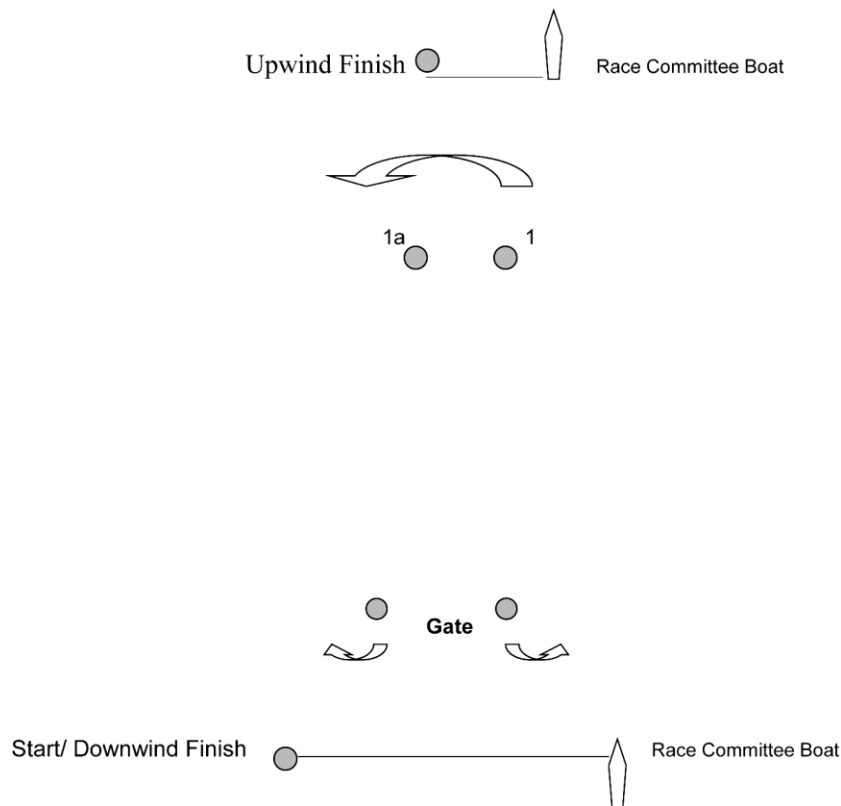 Upwind Finish
Race Committee Boat
1a
1
Gate
Start/ Downwind Finish
Race Committee Boat